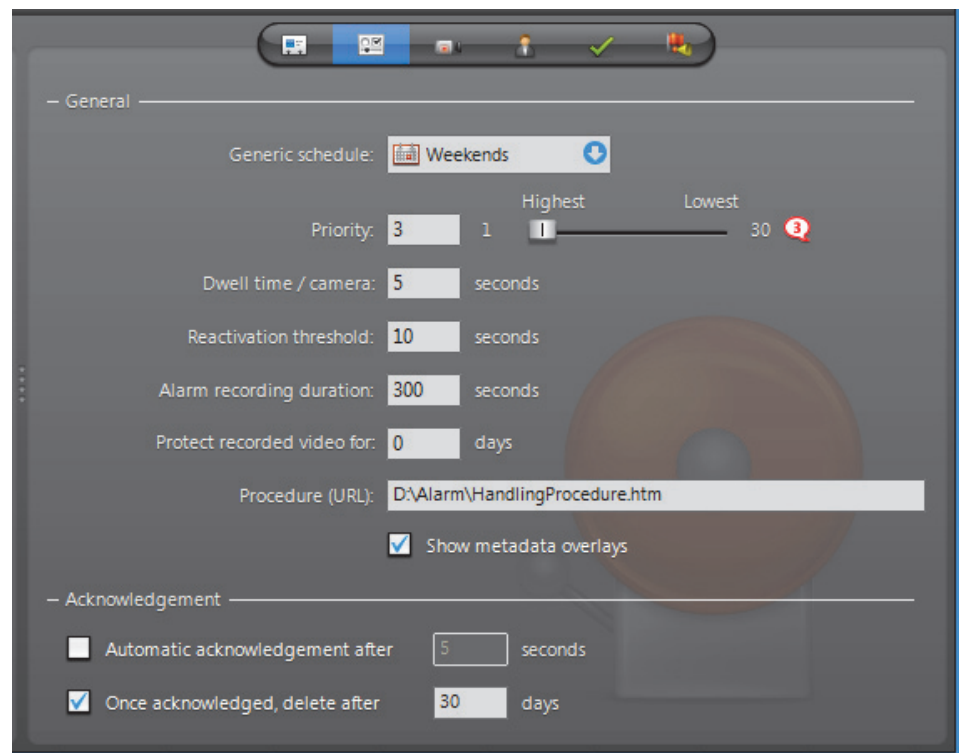 General
Generic schedule: Weekends
Highest Lowest
Priority: 3 1 30 3
Dwell time / camera: 5 seconds
Reactivation threshold: 10 seconds
Alarm recording duration: 300 seconds
Protect recorded video for: 0 days
Procedure (URL): D:\Alarm\HandlingProcedure.htm
Show metadata overlays
Acknowledgement
Automatic acknowledgement after 5 seconds
Once acknowledged, delete after 30 days